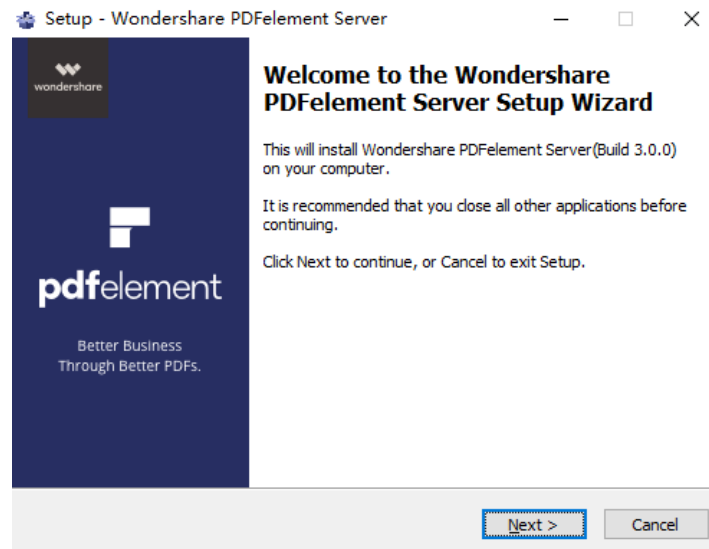 Setup - Wondershare PDFelement Server
wondershare
Welcome to the Wondershare
PDFelement Server Setup Wizard
This will install Wondershare PDFelement Server(Build 3.0.0)
on your computer.
It is recommended that you close all other applications before
continuing.
Click Next to continue, or Cancel to exit Setup.
pdfelement
Better Business
Through Better PDFs.
Next >
Cancel